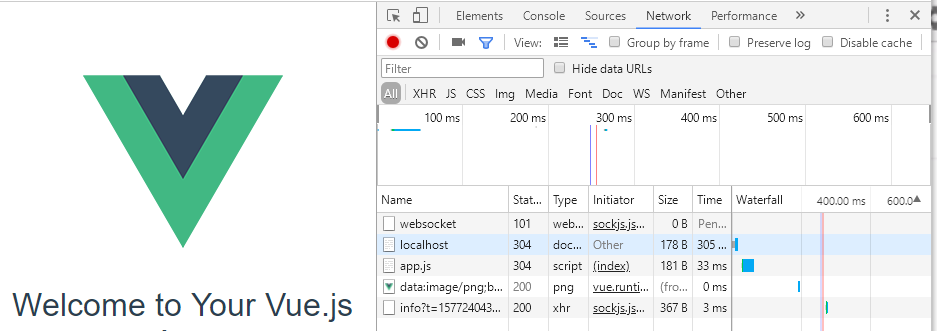 Elements Console Sources Network Performance »
View: Group by frame Preserve log Disable cache
Filter Hide data URLs
All XHR JS CSS Img Media Font Doc WS Manifest Other
100 ms 200 ms 300 ms 400 ms 500 ms 600 ms
Name Stat... Type Initiator Size Time Waterfall 400.00 ms 600.0
websocket 101 web... sockjs.js... 0 B Pen...
localhost 304 doc... Other 178 B 305 ...
app.js 304 script (index) 181 B 33 ms
data:image/png;b... 200 png vue.runti... (fro... 0 ms
info?t=157724043... 200 xhr sockjs.js... 367 B 3 ms
Welcome to Your Vue.js